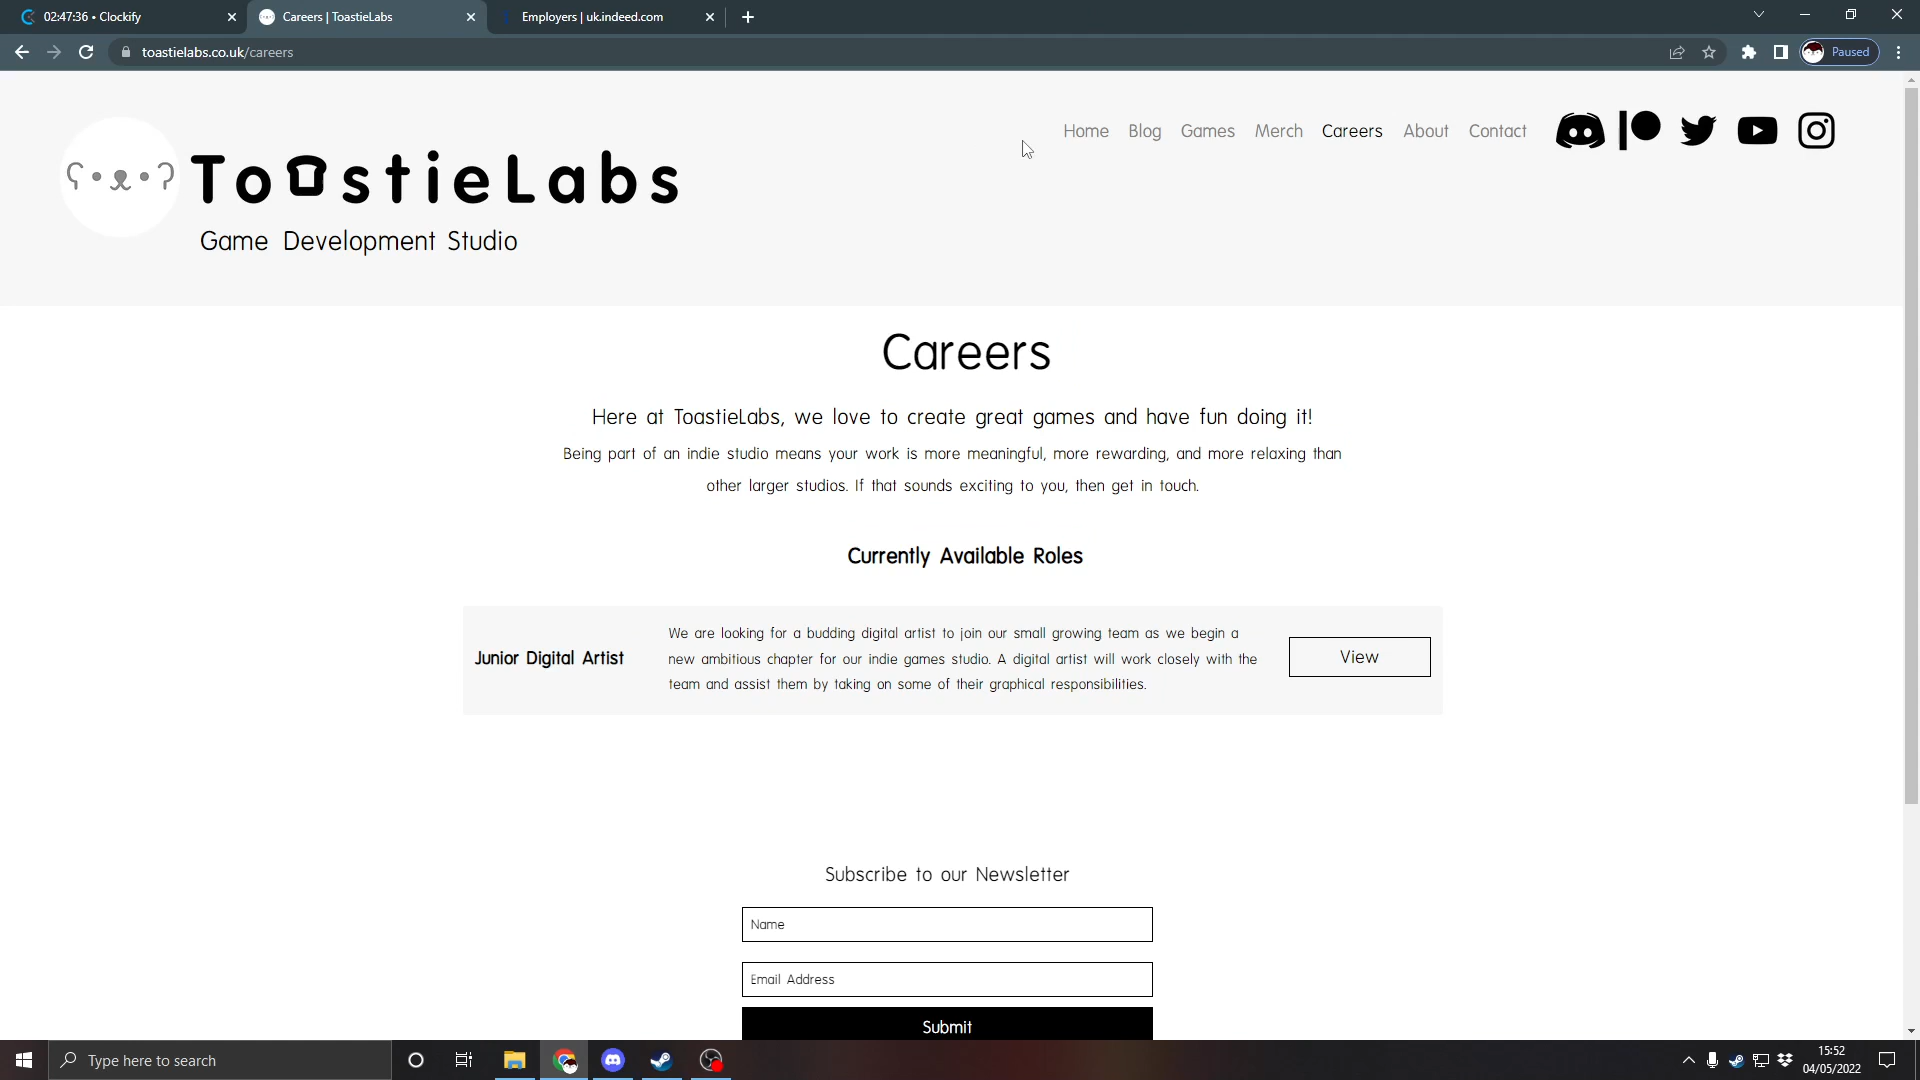 02:47:36 • Clockify
Careers | ToastieLabs
Employers | uk.indeed.com
toastielabs.co.uk/careers
Paused
Home Blog Games Merch Careers About Contact
ToastieLabs
Game Development Studio
Careers
Here at ToastieLabs, we love to create great games and have fun doing it!
Being part of an indie studio means your work is more meaningful, more rewarding, and more relaxing than
other larger studios. If that sounds exciting to you, then get in touch.
Currently Available Roles
Junior Digital Artist
We are looking for a budding digital artist to join our small growing team as we begin a
new ambitious chapter for our indie games studio. A digital artist will work closely with the
team and assist them by taking on some of their graphical responsibilities.
View
Subscribe to our Newsletter
Name
Email Address
Submit
Type here to search
15:52
04/05/2022